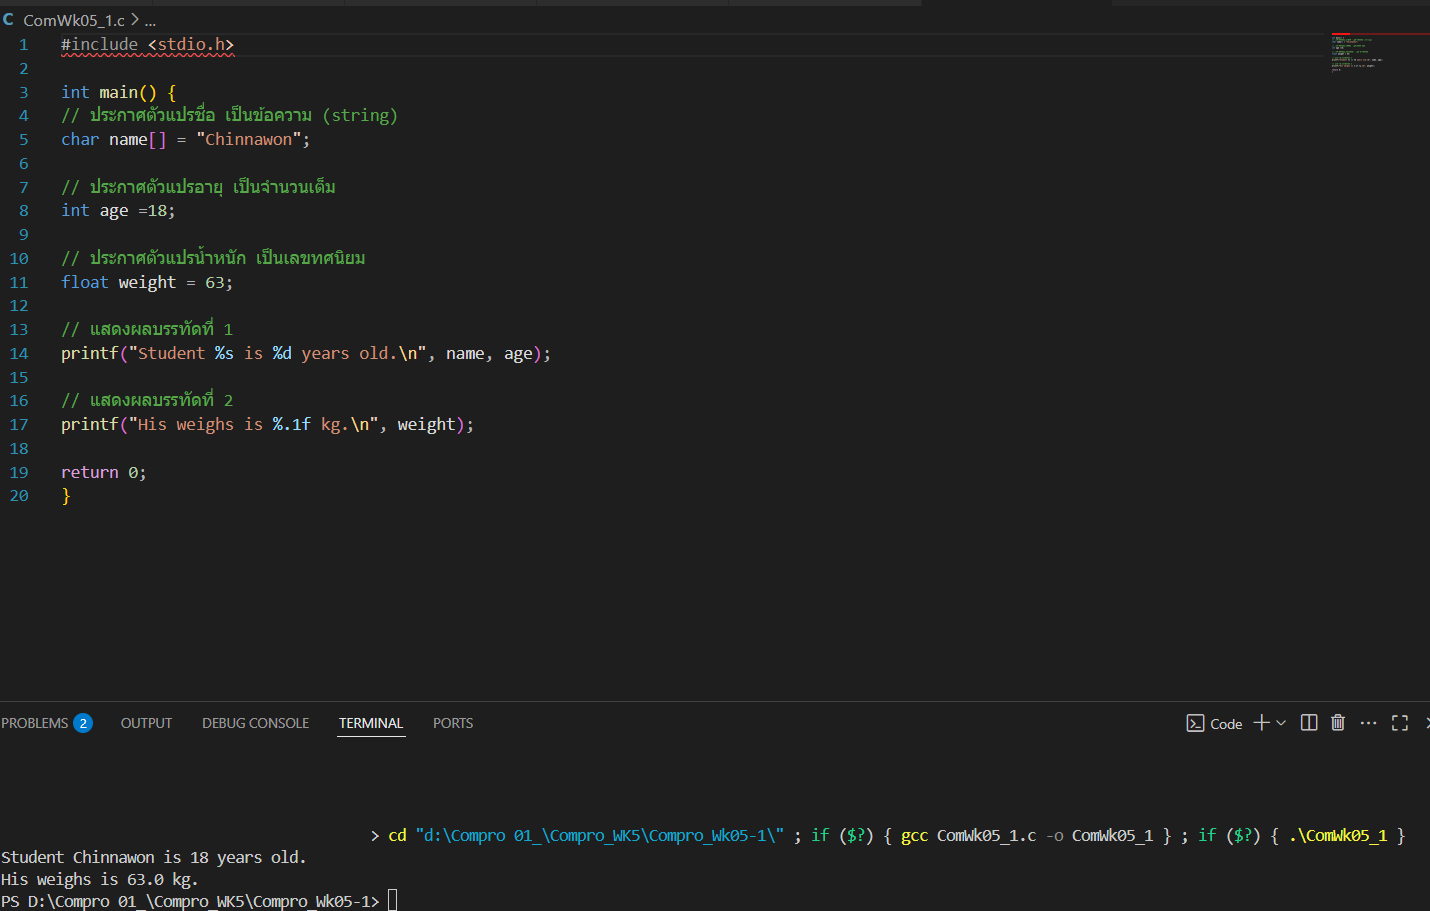 C ComWk05_1.c > ...
1 #include <stdio.h>
2
3 int main() {
4 // ประกาศตัวแปรชื่อ เป็นข้อความ (string)
5 char name[] = "Chinnawon";
6
7 // ประกาศตัวแปรอายุ เป็นจำนวนเต็ม
8 int age =18;
9
10 // ประกาศตัวแปรน้ำหนัก เป็นเลขทศนิยม
11 float weight = 63;
12
13 // แสดงผลบรรทัดที่ 1
14 printf("Student %s is %d years old.\n", name, age);
15
16 // แสดงผลบรรทัดที่ 2
17 printf("His weighs is %.1f kg.\n", weight);
18
19 return 0;
20 }
PROBLEMS 2 OUTPUT DEBUG CONSOLE TERMINAL PORTS Code
> cd "d:\Compro 01_\Compro_WK5\Compro_Wk05-1\" ; if ($?) { gcc ComWk05_1.c -o ComWk05_1 } ; if ($?) { .\ComWk05_1 }
Student Chinnawon is 18 years old.
His weighs is 63.0 kg.
PS D:\Compro 01_\Compro_WK5\Compro_Wk05-1>